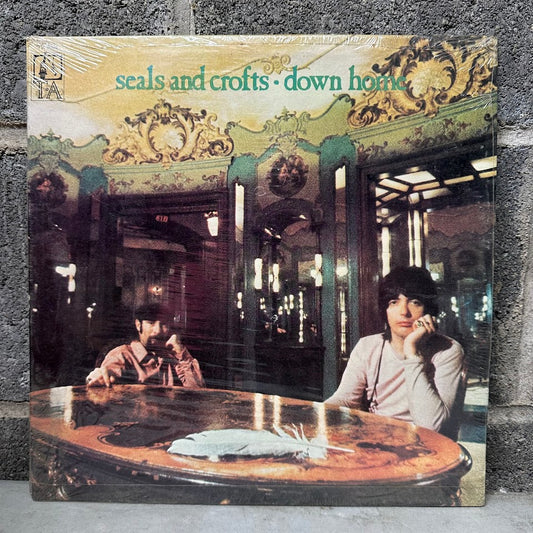 seals and crofts · down home
TA